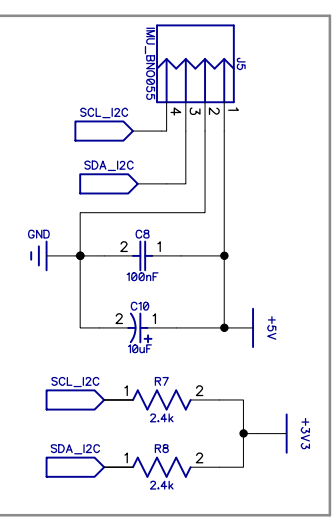 IMU_BNO055
J5
1
2
3
4
SCL_I2C
SDA_I2C
GND
C8
2 1
100nF
C10
2 1
+
10uF
+5V
SCL_I2C
R7
1 2
2.4k
+3V3
SDA_I2C
R8
1 2
2.4k